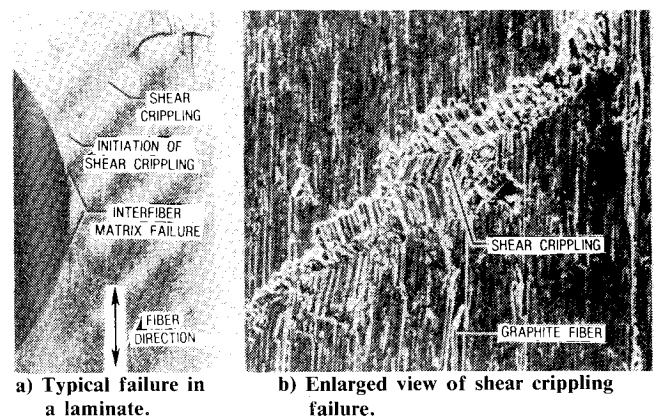 SHEAR
CRIPPLING
INITIATION OF
SHEAR CRIPPLING
INTERFIBER
MATRIX FAILURE
FIBER
DIRECTION
a) Typical failure in
a laminate.
SHEAR CRIPPLING
GRAPHITE FIBER
b) Enlarged view of shear crippling
failure.